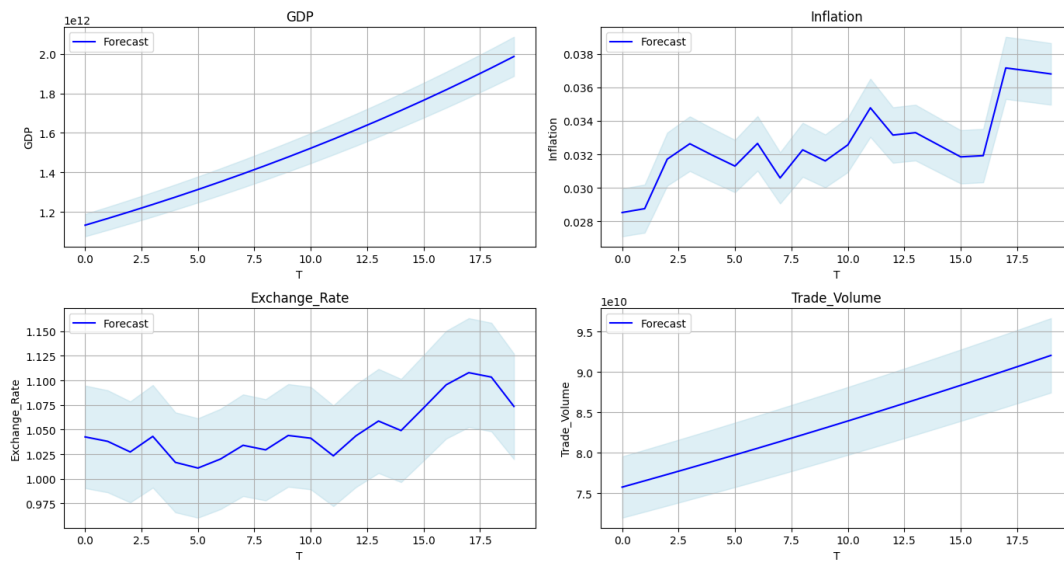 GDP
1e12
Forecast
GDP
2.0
1.8
1.6
1.4
1.2
0.0 2.5 5.0 7.5 10.0 12.5 15.0 17.5
T
Inflation
Forecast
Inflation
0.038
0.036
0.034
0.032
0.030
0.028
0.0 2.5 5.0 7.5 10.0 12.5 15.0 17.5
T
Exchange_Rate
Forecast
Exchange_Rate
1.150
1.125
1.100
1.075
1.050
1.025
1.000
0.975
0.0 2.5 5.0 7.5 10.0 12.5 15.0 17.5
T
Trade_Volume
1e10
Forecast
Trade_Volume
9.5
9.0
8.5
8.0
7.5
0.0 2.5 5.0 7.5 10.0 12.5 15.0 17.5
T